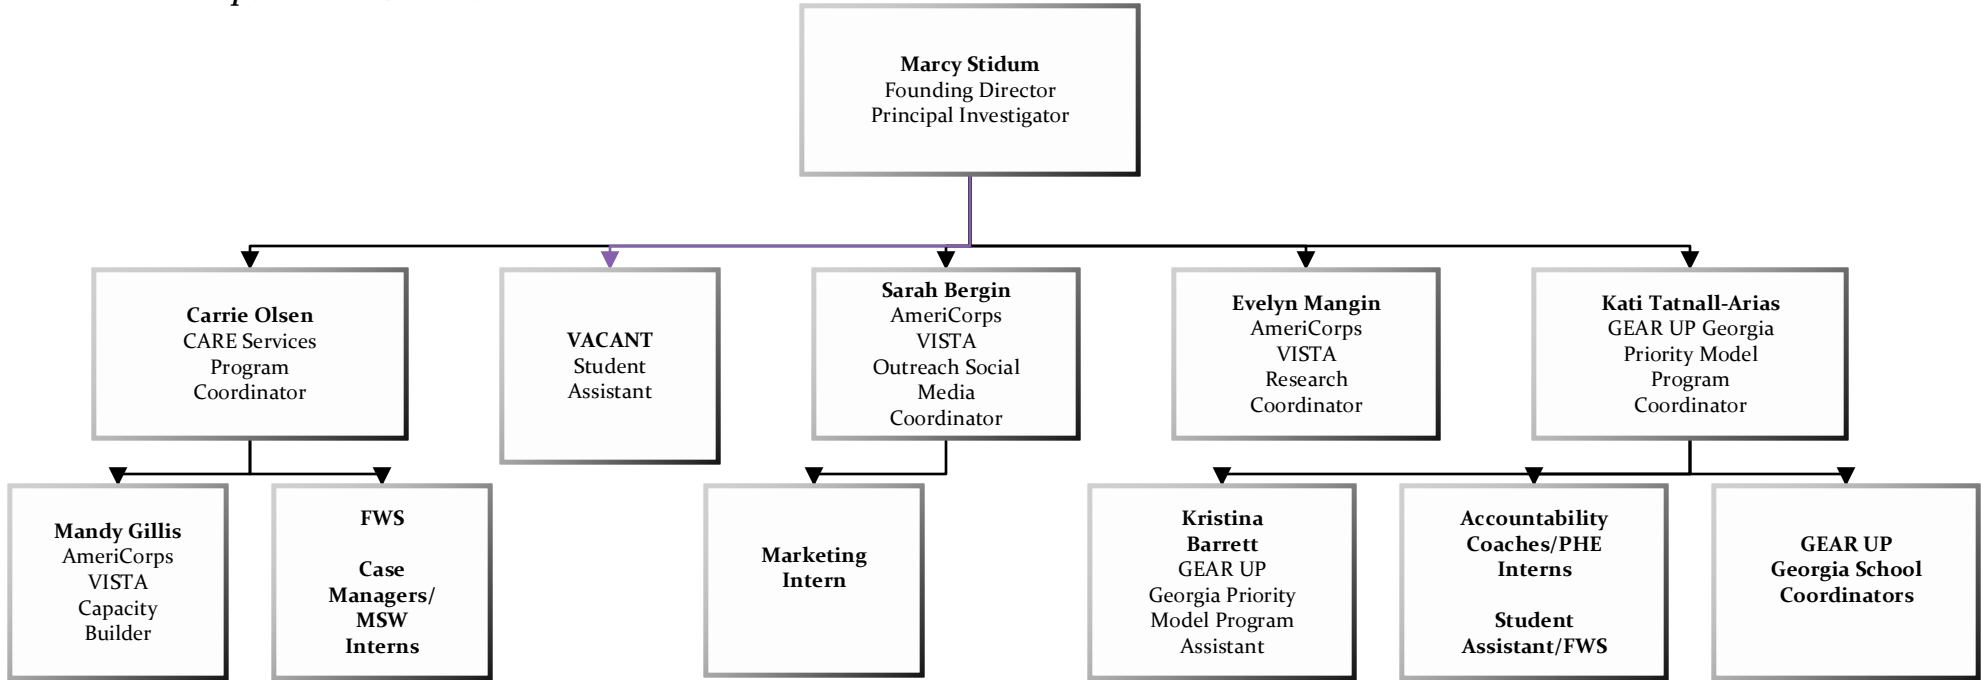 Marcy Stidum
Founding Director
Principal Investigator
Carrie Olsen
CARE Services
Program
Coordinator
VACANT
Student
Assistant
Sarah Bergin
AmeriCorps
VISTA
Outreach Social
Media
Coordinator
Evelyn Mangin
AmeriCorps
VISTA
Research
Coordinator
Kati Tatnall-Arias
GEAR UP Georgia
Priority Model
Program
Coordinator
Mandy Gillis
AmeriCorps
VISTA
Capacity
Builder
FWS
Case
Managers/
MSW
Interns
Marketing
Intern
Kristina
Barrett
GEAR UP
Georgia Priority
Model Program
Assistant
Accountability
Coaches/PHE
Interns
Student
Assistant/FWS
GEAR UP
Georgia School
Coordinators